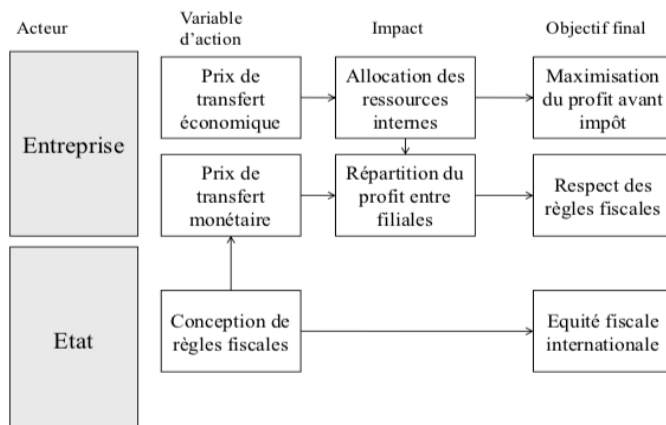 Acteur
Variable
d'action
Impact
Objectif final
Entreprise
Prix de
transfert
économique
Allocation des
ressources
internes
Maximisation
du profit avant
impôt
Prix de
transfert
monétaire
Répartition du
profit entre
filiales
Respect des
règles fiscales
Etat
Conception de
règles fiscales
Equité fiscale
internationale